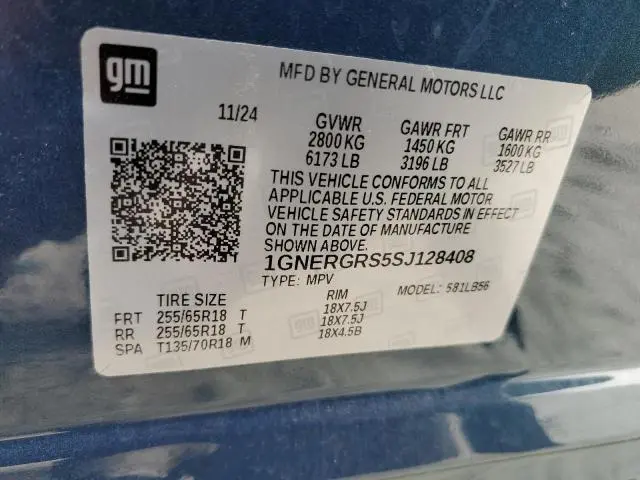 gm
MFD BY GENERAL MOTORS LLC
11/24
GVWR GAWR FRT GAWR RR
2800 KG 1450 KG 1600 KG
6173 LB 3196 LB 3527 LB
THIS VEHICLE CONFORMS TO ALL
APPLICABLE U.S. FEDERAL MOTOR
VEHICLE SAFETY STANDARDS IN EFFECT
ON THE DATE OF MANUFACTURE
SHOWN ABOVE.
1GNERGRS5SJ128408
TYPE: MPV MODEL: 581LB56
TIRE SIZE RIM
FRT 255/65R18 T 18X7.5J
RR 255/65R18 T 18X7.5J
SPA T135/70R18 M 18X4.5B